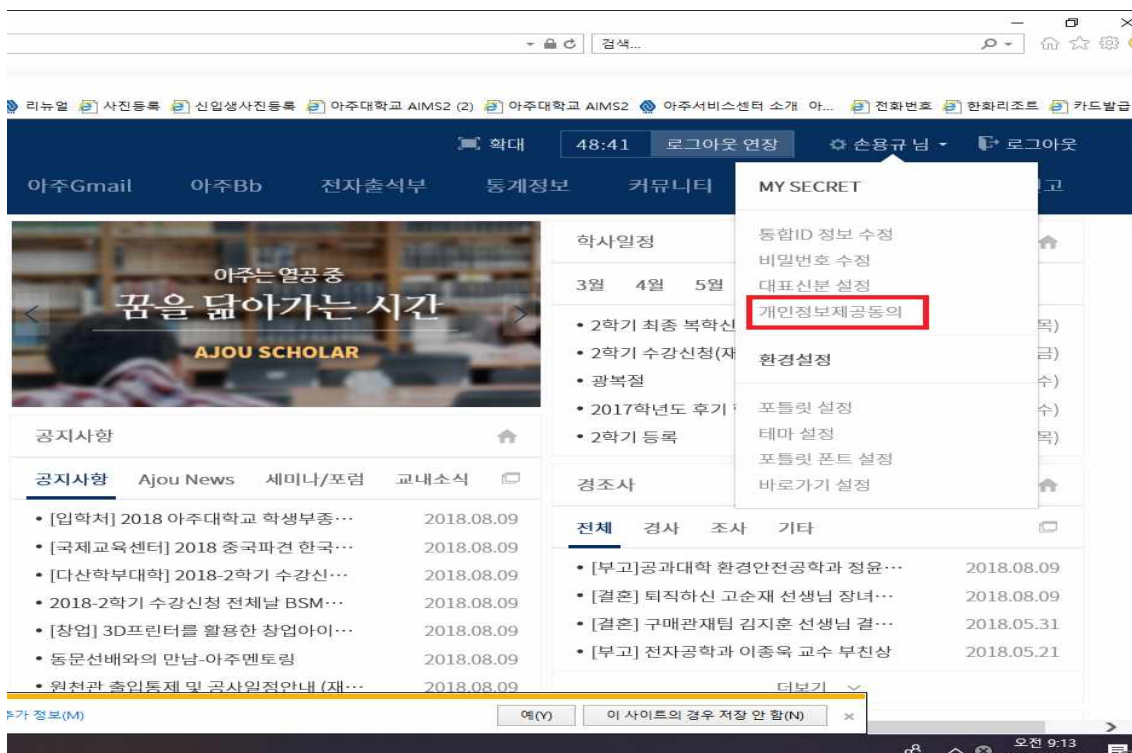 검색...
리뉴얼 사진등록 신입생사진등록 아주대학교 AIMS2 (2) 아주대학교 AIMS2 아주서비스센터 소개 아... 전화번호 한화리조트 카드발급
확대 48:41 로그아웃 연장 손용규 님 로그아웃
아주Gmail 아주Bb 전자출석부 통계정보 커뮤니티
MY SECRET
통합ID 정보 수정
비밀번호 수정
대표신분 설정
개인정보제공동의
환경설정
포틀릿 설정
테마 설정
포틀릿 폰트 설정
바로가기 설정
아주는 열공 중
꿈을 닮아가는 시간
AJOU SCHOLAR
학사일정
3월 4월 5월
• 2학기 최종 복학신 목)
• 2학기 수강신청(재 금)
• 광복절 수)
• 2017학년도 후기 수)
• 2학기 등록 목)
공지사항
공지사항 Ajou News 세미나/포럼 교내소식
• [입학처] 2018 아주대학교 학생부종… 2018.08.09
• [국제교육센터] 2018 중국파견 한국… 2018.08.09
• [다산학부대학] 2018-2학기 수강신… 2018.08.09
• 2018-2학기 수강신청 전체날 BSM… 2018.08.09
• [창업] 3D프린터를 활용한 창업아이… 2018.08.09
• 동문선배와의 만남-아주멘토링 2018.08.09
• 원천관 출입통제 및 공사일정안내 (재… 2018.08.09
경조사
전체 경사 조사 기타
• [부고]공과대학 환경안전공학과 정윤… 2018.08.09
• [결혼] 퇴직하신 고순재 선생님 장녀… 2018.08.09
• [결혼] 구매관재팀 김지훈 선생님 결… 2018.05.31
• [부고] 전자공학과 이종욱 교수 부친상 2018.05.21
더보기
추가 정보(M) 예(Y) 이 사이트의 경우 저장 안 함(N)
오전 9:13